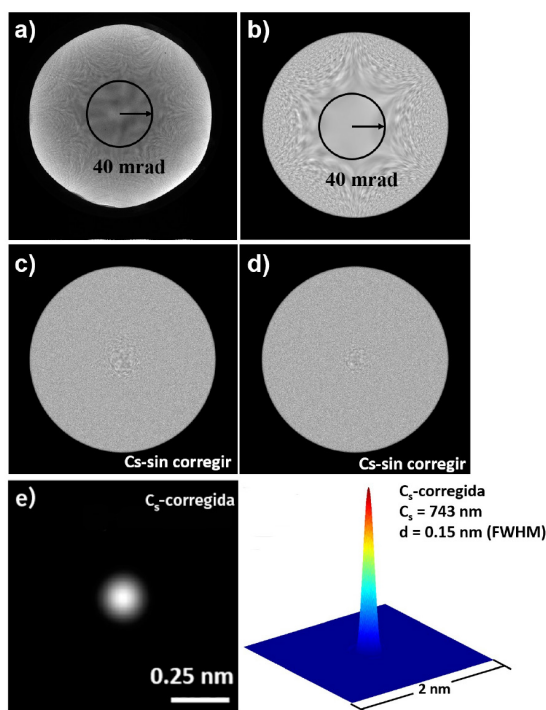 a)
b)
40 mrad
40 mrad
c)
d)
Cs-sin corregir
Cs-sin corregir
e)
Cs-corregida
0.25 nm
Cs-corregida
Cs = 743 nm
d = 0.15 nm (FWHM)
2 nm